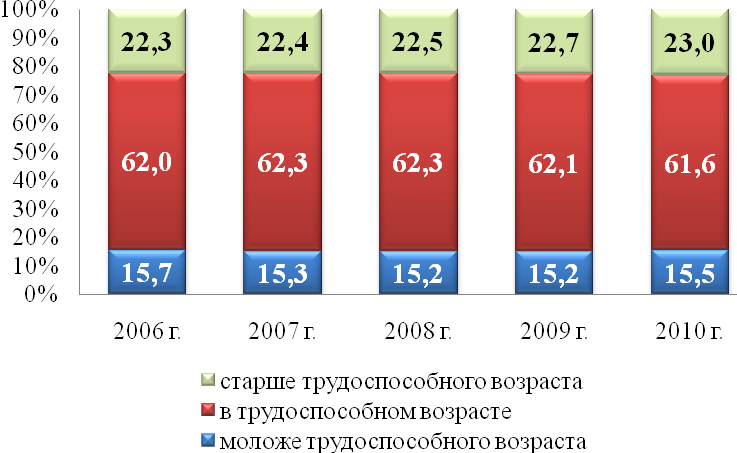 100%
90%
80%
70%
60%
50%
40%
30%
20%
10%
0%
22,3 22,4 22,5 22,7 23,0
62,0 62,3 62,3 62,1 61,6
15,7 15,3 15,2 15,2 15,5
2006 г. 2007 г. 2008 г. 2009 г. 2010 г.
старше трудоспособного возраста
в трудоспособном возрасте
моложе трудоспособного возраста